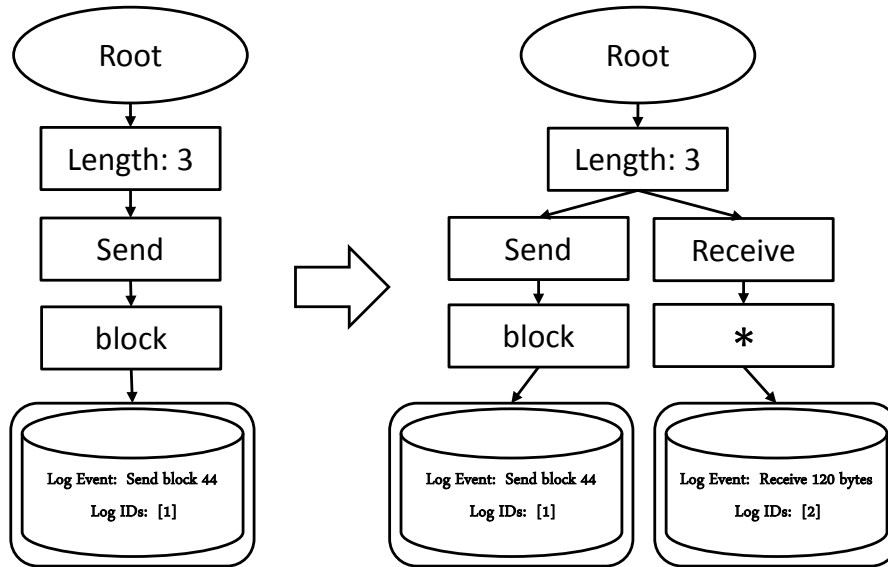 Root
Length: 3
Send
block
Log Event: Send block 44
Log IDs: [1]
Root
Length: 3
Send
Receive
block
*
Log Event: Send block 44
Log IDs: [1]
Log Event: Receive 120 bytes
Log IDs: [2]